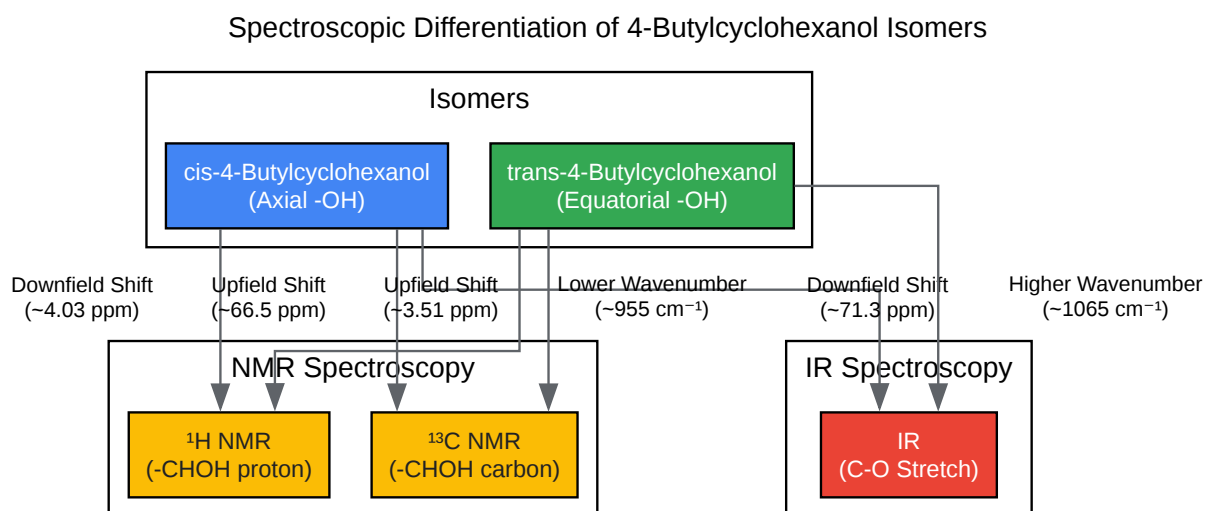 Spectroscopic Differentiation of 4-Butylcyclohexanol Isomers
Isomers
cis-4-Butylcyclohexanol
(Axial -OH)
trans-4-Butylcyclohexanol
(Equatorial -OH)
Downfield Shift
(~4.03 ppm)
Upfield Shift
(~66.5 ppm)
Upfield Shift
(~3.51 ppm)
Lower Wavenumber
(~955 cm⁻¹)
Downfield Shift
(~71.3 ppm)
Higher Wavenumber
(~1065 cm⁻¹)
NMR Spectroscopy
¹H NMR
(-CHOH proton)
¹³C NMR
(-CHOH carbon)
IR Spectroscopy
IR
(C-O Stretch)